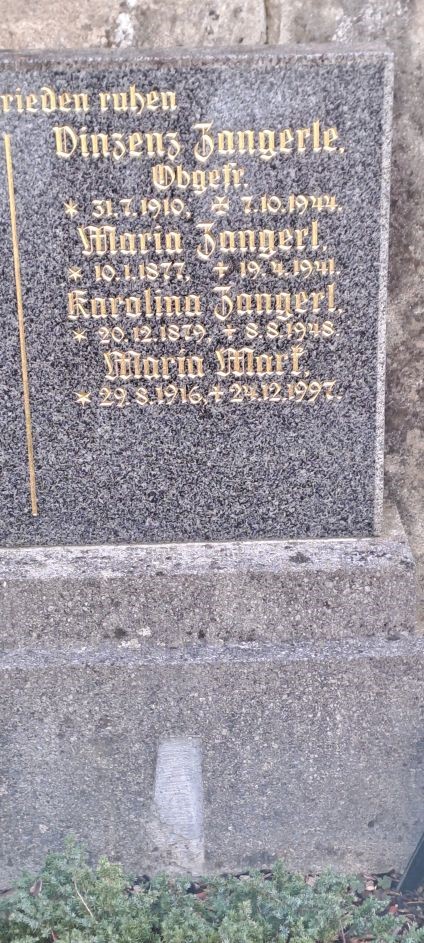 rieden ruhen
Vinzenz Zangerle,
Obgefr.
* 31.7.1910, ✠ 7.10.1944.
Maria Zangerl,
* 10.1.1877, + 19.4.1941.
Karolina Zangerl,
* 20.12.1879, + 8.8.1948.
Maria Mark,
* 29.8.1916, + 24.12.1997.